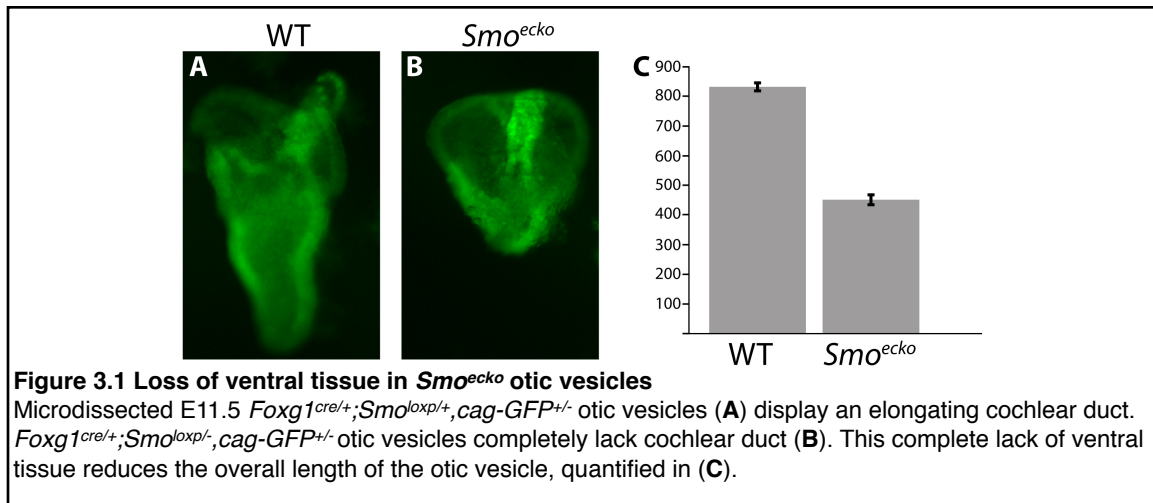 WT
Smo^ecko
A
B
C
900
800
700
600
500
400
300
200
100
WT
Smo^ecko
Figure 3.1 Loss of ventral tissue in Smo^ecko otic vesicles
Microdissected E11.5 Foxg1^cre/+;Smo^loxp/+,cag-GFP^+/- otic vesicles (A) display an elongating cochlear duct.
Foxg1^cre/+;Smo^loxp/-,cag-GFP^+/- otic vesicles completely lack cochlear duct (B). This complete lack of ventral
tissue reduces the overall length of the otic vesicle, quantified in (C).